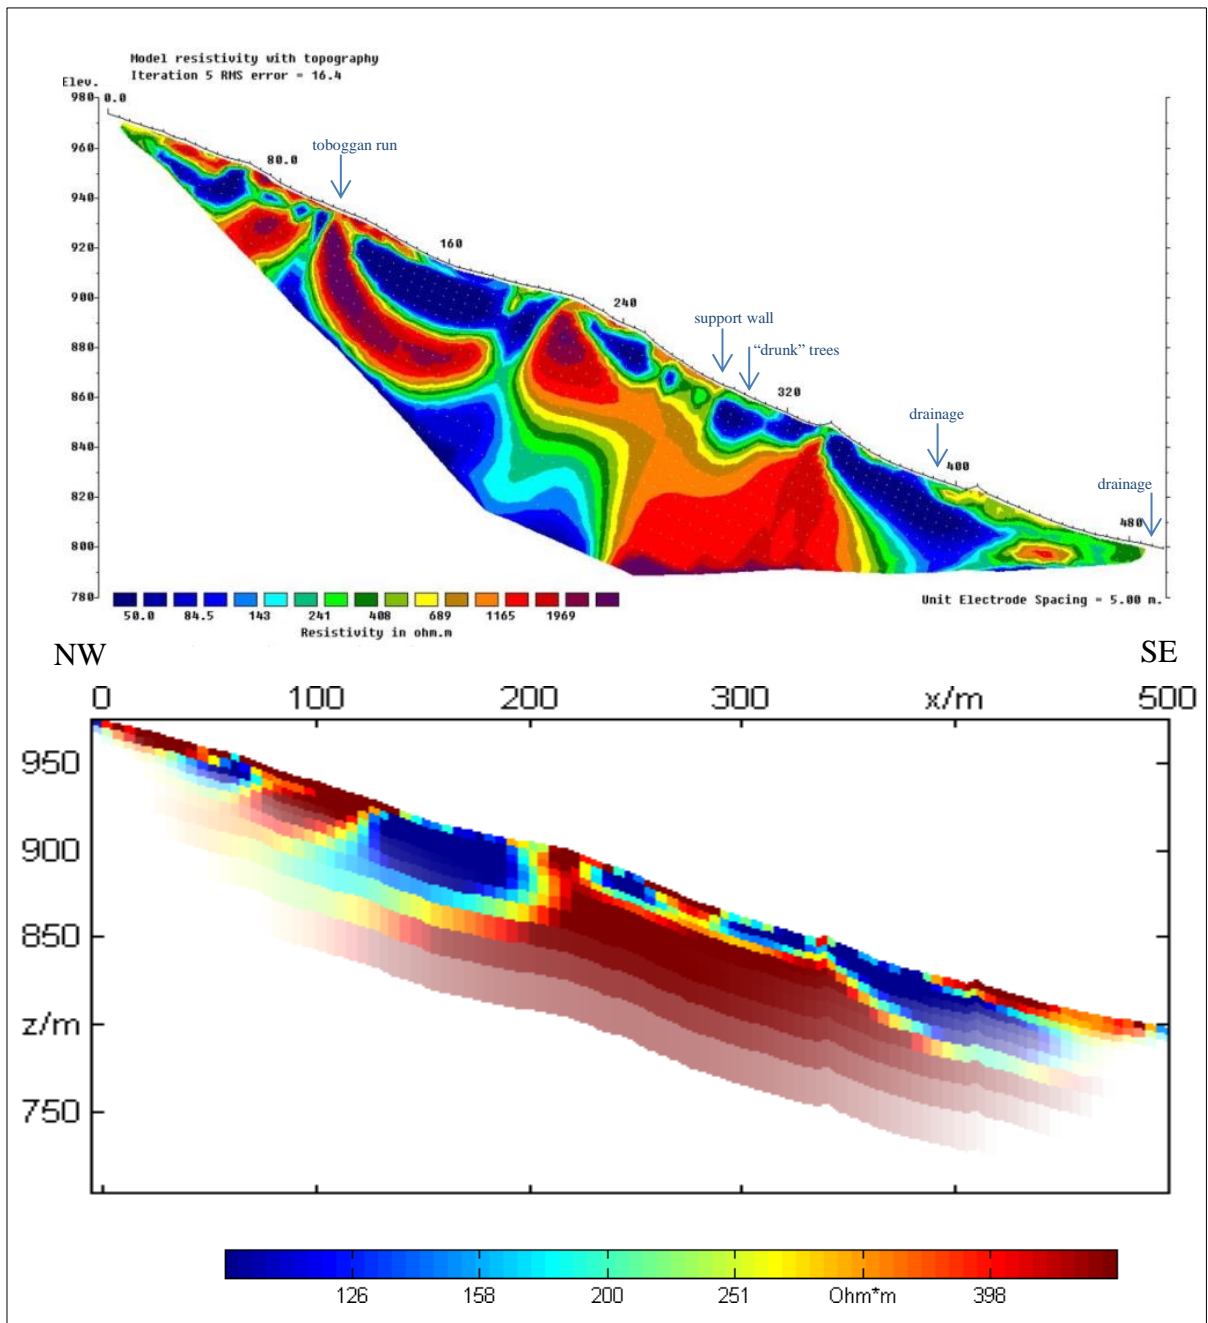 Model resistivity with topography
Iteration 5 RMS error = 16.4
Elev.
980
0.0
960
toboggan run
80.0
940
920
160
900
240
support wall
880
"drunk" trees
860
320
drainage
840
400
820
drainage
480
800
780
Unit Electrode Spacing = 5.00 m.
50.0 84.5 143 241 408 689 1165 1969
Resistivity in ohm.m
NW SE
0 100 200 300 x/m 500
950
900
850
z/m
750
126 158 200 251 Ohm*m 398